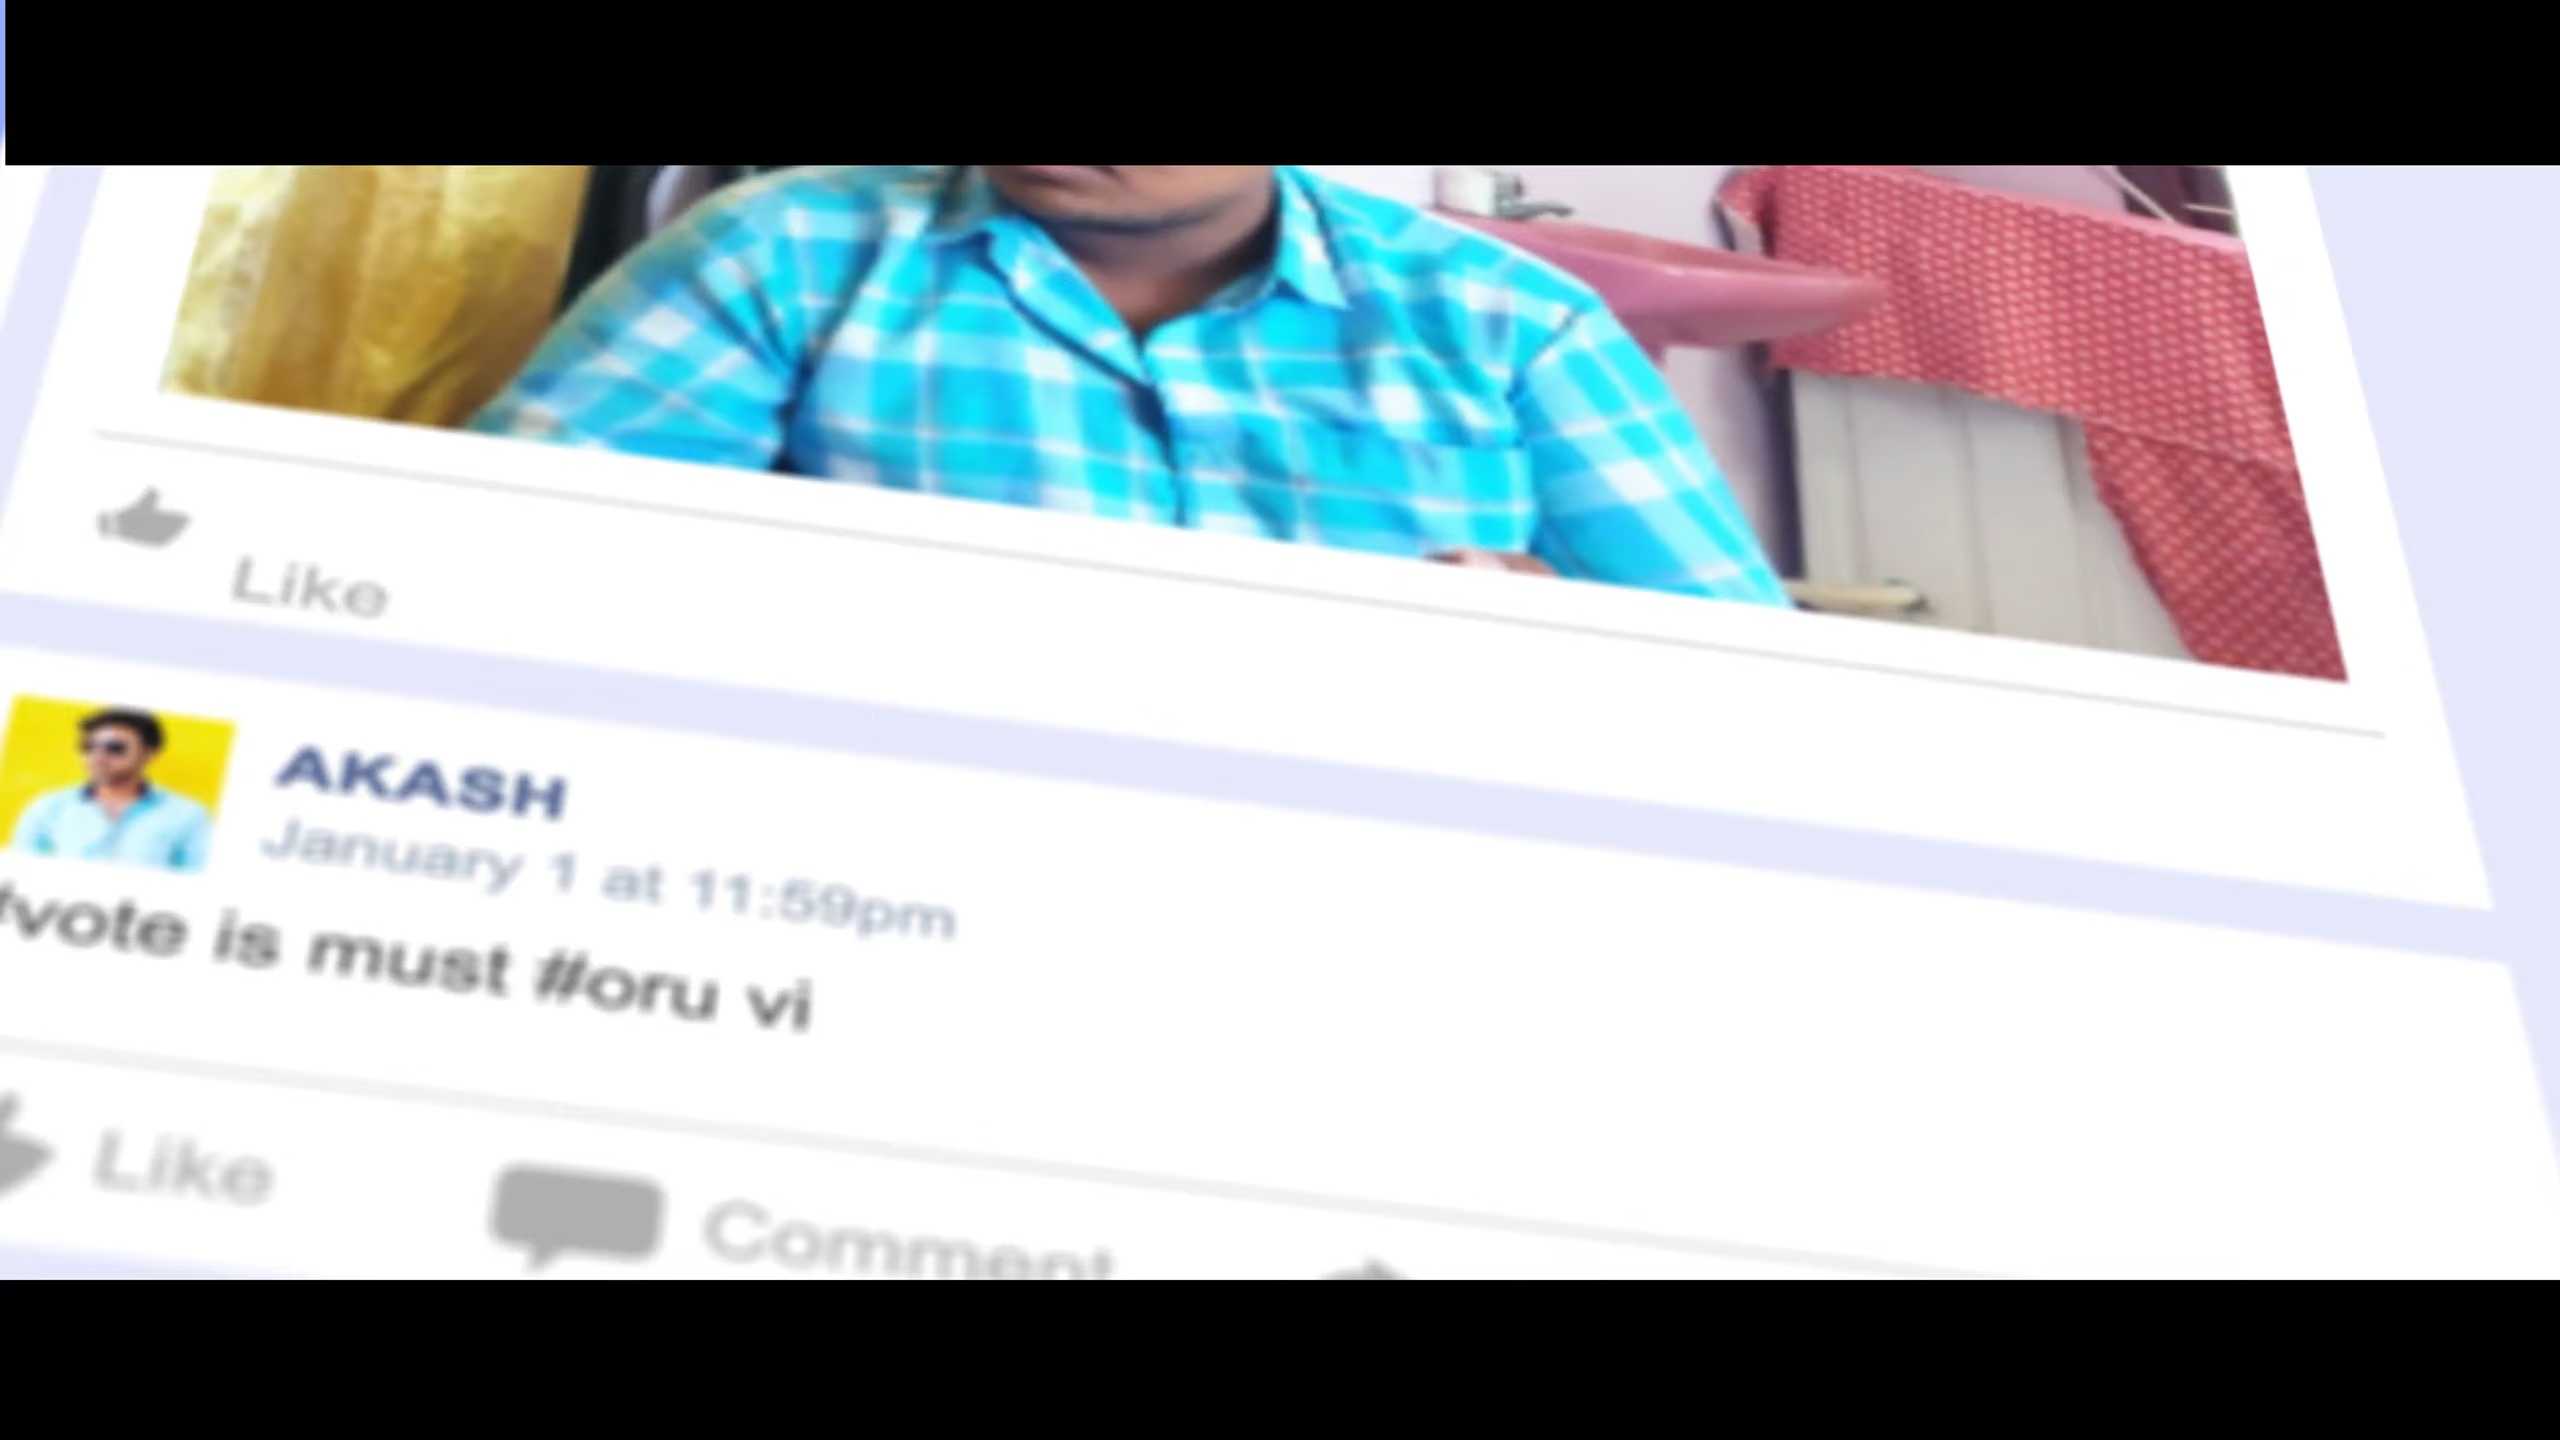 Like
AKASH
January 1 at 11:59pm
#vote is must #oru vi
Like
Comment